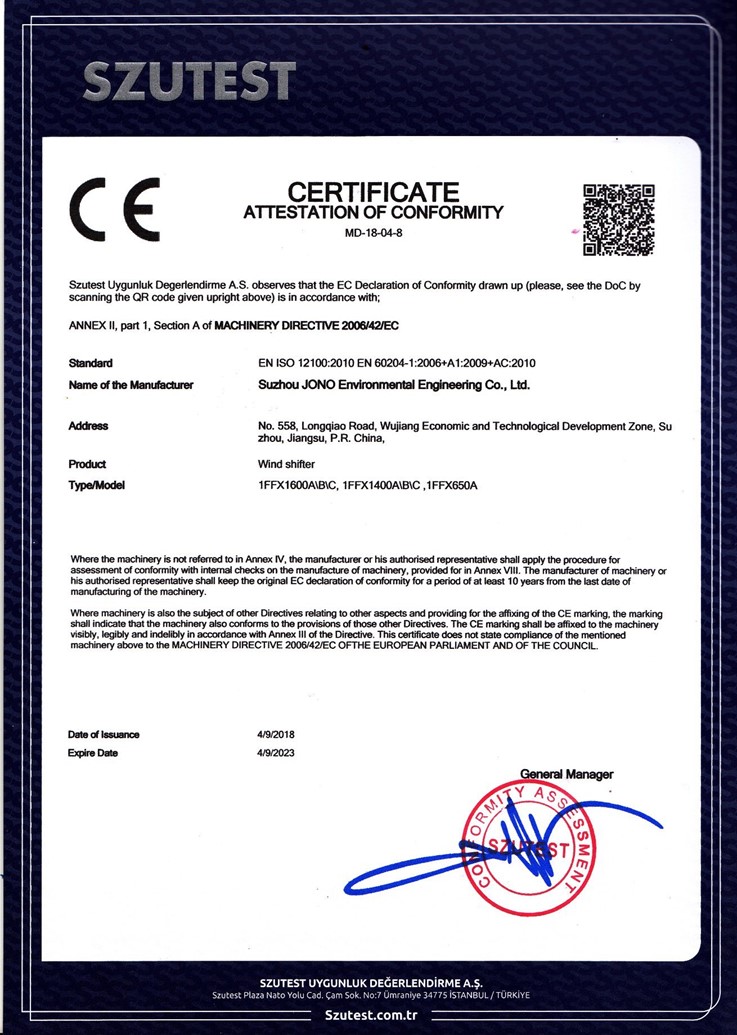 SZUTEST
CE
CERTIFICATE
ATTESTATION OF CONFORMITY
MD-18-04-8
Szutest Uygunluk Degerlendirme A.S. observes that the EC Declaration of Conformity drawn up (please, see the DoC by
scanning the QR code given upright above) is in accordance with;
ANNEX II, part 1, Section A of MACHINERY DIRECTIVE 2006/42/EC
Standard EN ISO 12100:2010 EN 60204-1:2006+A1:2009+AC:2010
Name of the Manufacturer Suzhou JONO Environmental Engineering Co., Ltd.
Address No. 558, Longqiao Road, Wujiang Economic and Technological Development Zone, Su
zhou, Jiangsu, P.R. China,
Product Wind shifter
Type/Model 1FFX1600A\B\C, 1FFX1400A\B\C ,1FFX650A
Where the machinery is not referred to in Annex IV, the manufacturer or his authorised representative shall apply the procedure for
assessment of conformity with internal checks on the manufacture of machinery, provided for in Annex VIII. The manufacturer of machinery or
his authorised representative shall keep the original EC declaration of conformity for a period of at least 10 years from the last date of
manufacturing of the machinery.
Where machinery is also the subject of other Directives relating to other aspects and providing for the affixing of the CE marking, the marking
shall indicate that the machinery also conforms to the provisions of those other Directives. The CE marking shall be affixed to the machinery
visibly, legibly and indelibly in accordance with Annex III of the Directive. This certificate does not state compliance of the mentioned
machinery above to the MACHINERY DIRECTIVE 2006/42/EC OFTHE EUROPEAN PARLIAMENT AND OF THE COUNCIL.
Date of Issuance 4/9/2018
Expire Date 4/9/2023
General Manager
CONFORMITY ASSESSMENT
SZUTEST
SZUTEST UYGUNLUK DEĞERLENDİRME A.Ş.
Szutest Plaza Nato Yolu Cad. Çam Sok. No:7 Ümraniye 34775 İSTANBUL / TÜRKİYE
Szutest.com.tr